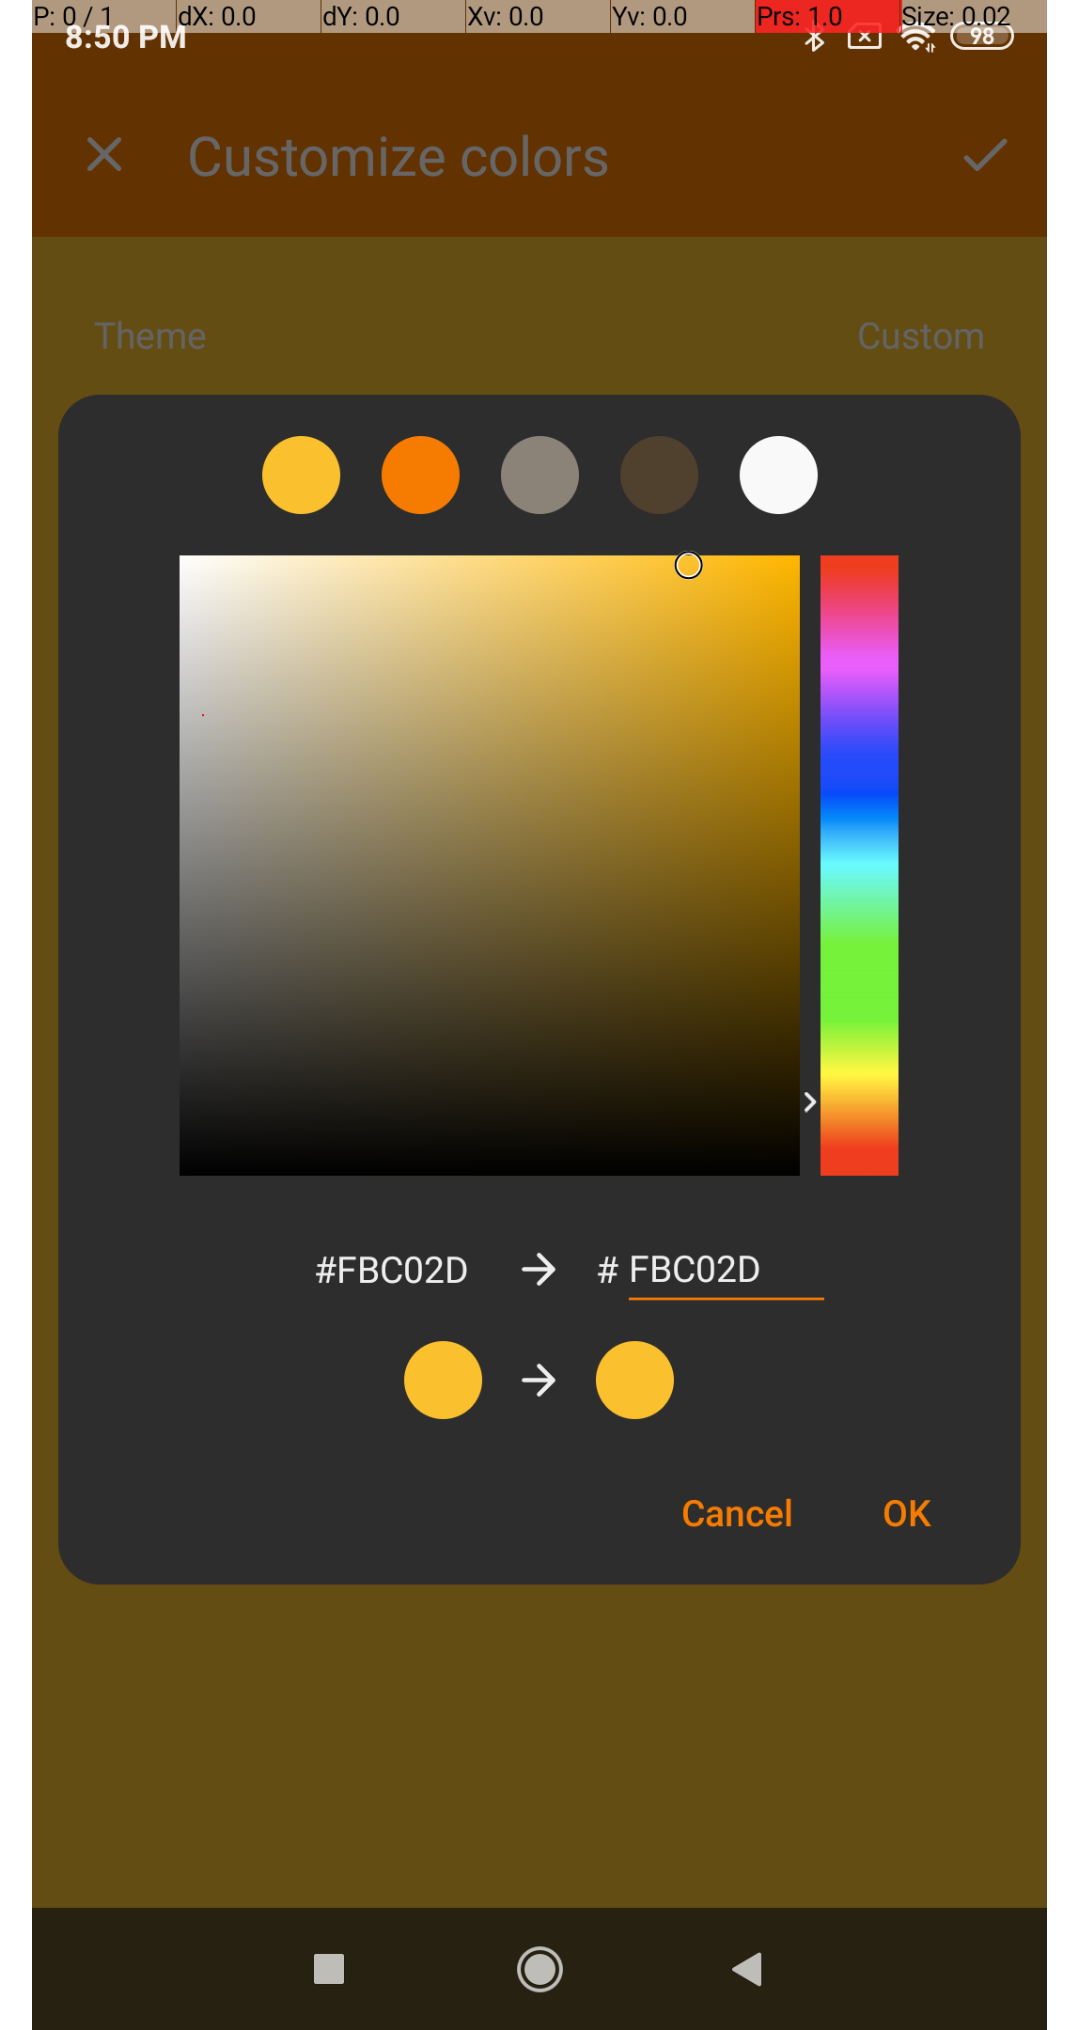 P: 0 / 1 dX: 0.0 dY: 0.0 Xv: 0.0 Yv: 0.0 Prs: 1.0 Size: 0.02
8:50 PM 98
Customize colors
Theme Custom
#FBC02D # FBC02D
Cancel OK